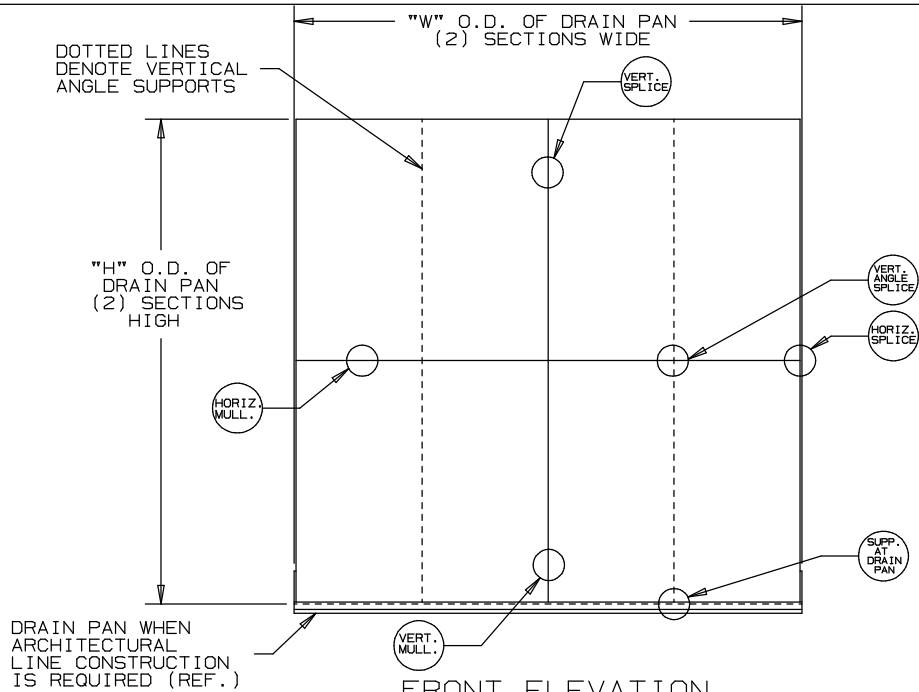 "W" O.D. OF DRAIN PAN
(2) SECTIONS WIDE
DOTTED LINES
DENOTE VERTICAL
ANGLE SUPPORTS
VERT.
SPLICE
"H" O.D. OF
DRAIN PAN
(2) SECTIONS
HIGH
VERT.
ANGLE
SPLICE
HORIZ.
SPLICE
HORIZ.
MULL.
SUPP.
AT
DRAIN
PAN
DRAIN PAN WHEN
ARCHITECTURAL
LINE CONSTRUCTION
IS REQUIRED (REF.)
VERT.
MULL.
FRONT ELEVATION